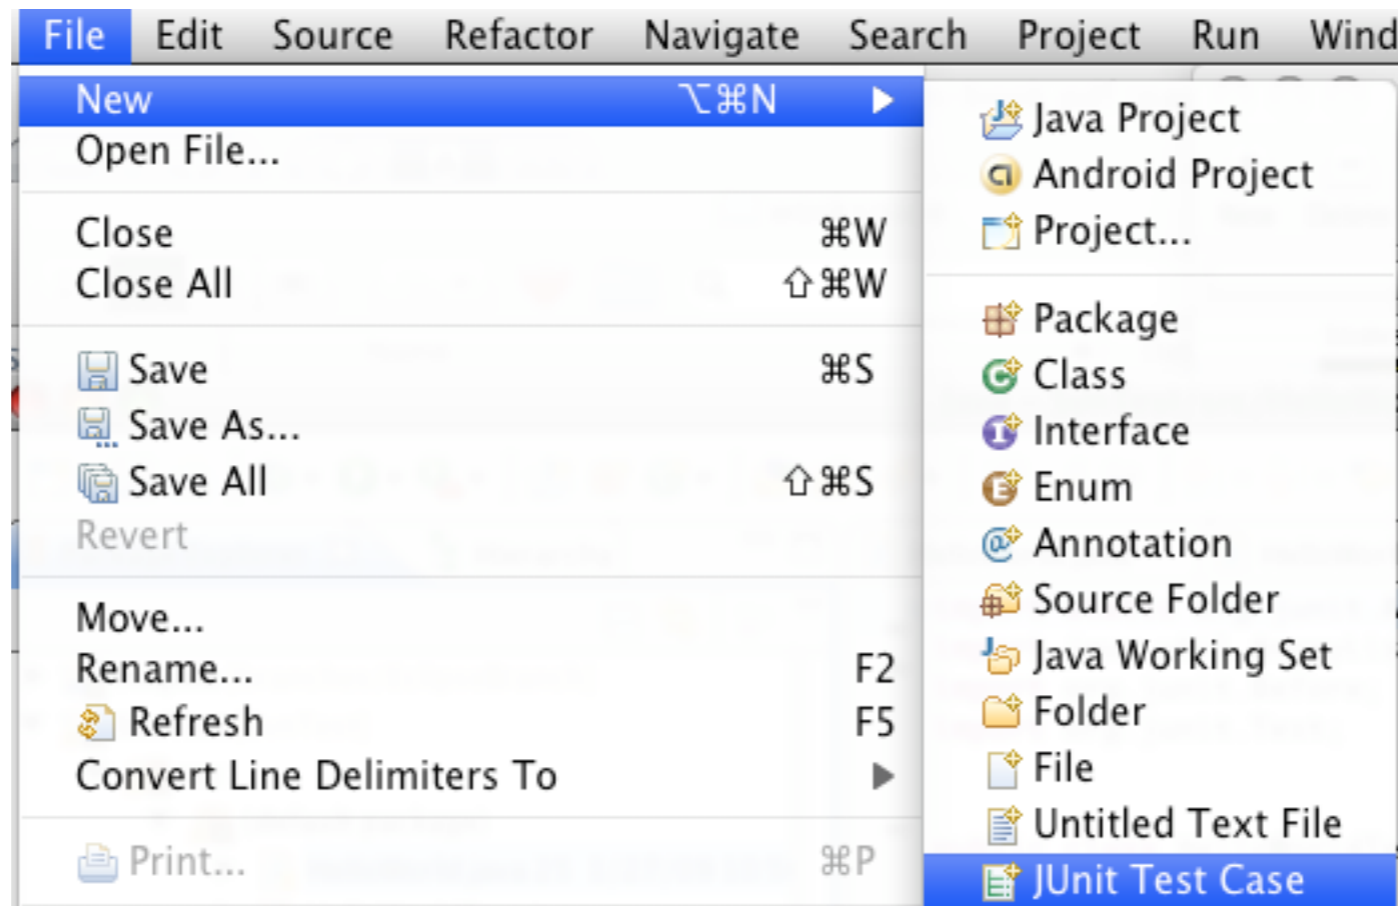 File Edit Source Refactor Navigate Search Project Run Wind
New ⌥⌘N ▶
Open File...
Close ⌘W
Close All ⇧⌘W
Save ⌘S
Save As...
Save All ⇧⌘S
Revert
Move...
Rename... F2
Refresh F5
Convert Line Delimiters To ▶
Print... ⌘P
Java Project
Android Project
Project...
Package
Class
Interface
Enum
Annotation
Source Folder
Java Working Set
Folder
File
Untitled Text File
JUnit Test Case